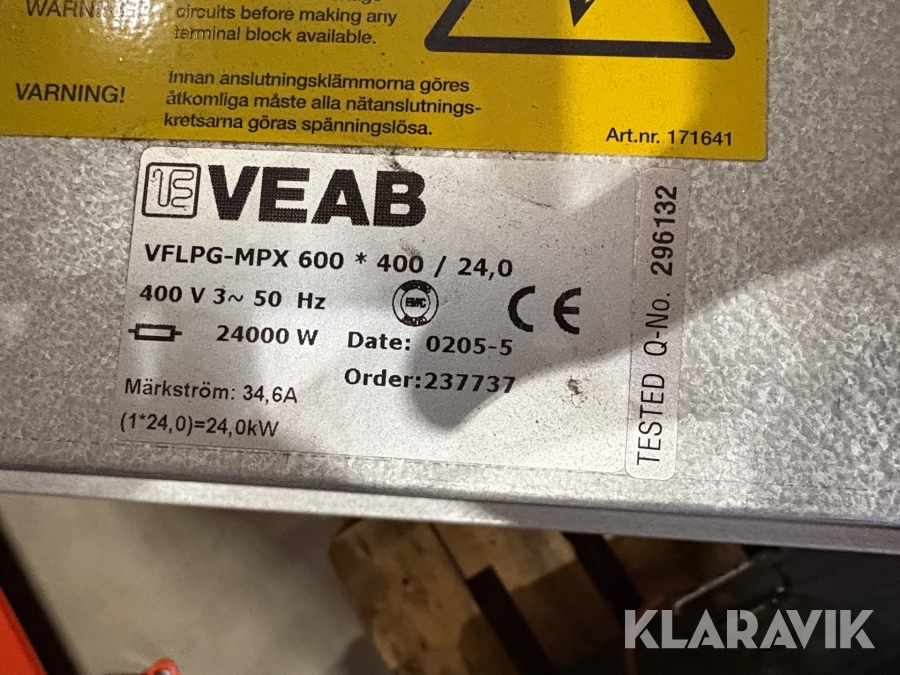 WARNING!
circuits before making any
terminal block available.
VARNING!
Innan anslutningsklämmorna göres
åtkomliga måste alla nätanslutnings-
kretsarna göras spänningslösa.
Art.nr. 171641
VEAB
VFLPG-MPX 600 * 400 / 24,0
400 V 3~ 50 Hz
EMC
CE
24000 W
Date: 0205-5
Order:237737
Märkström: 34,6A
(1*24,0)=24,0kW
TESTED Q-No. 296132
KLARAVIK